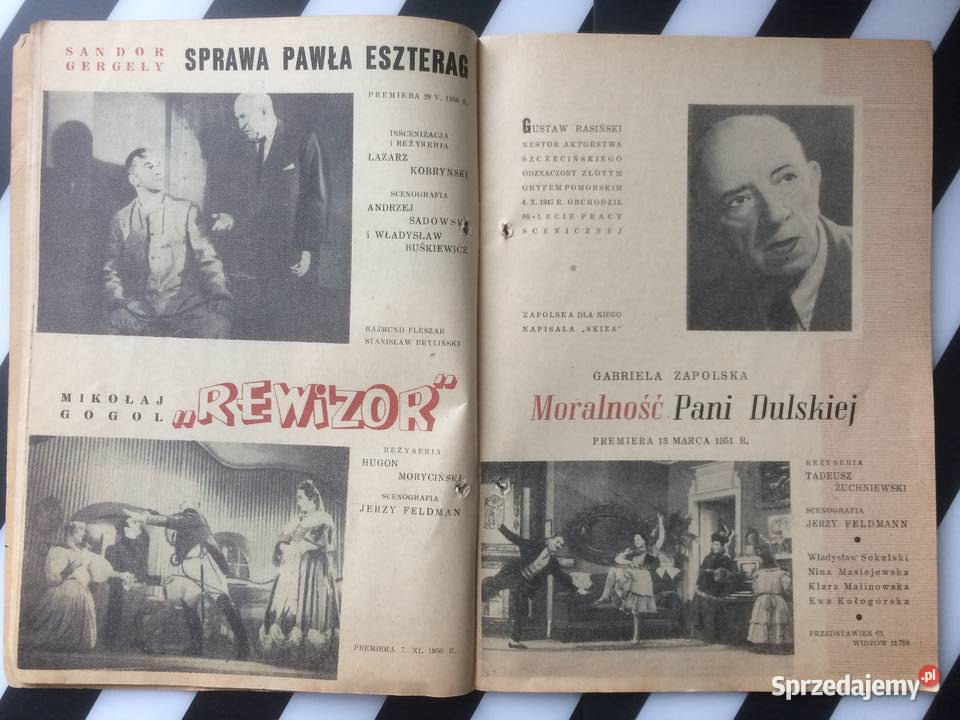 SANDOR
GERGELY
SPRAWA PAWŁA ESZTERAG
PREMIERA 28 V. 1950 R.
INSCENIZACJA
i REŻYSERIA
ŁAZARZ
KOBRYŃSKI
SCENOGRAFIA
ANDRZEJ
SADOWSKI
i WŁADYSŁAW
BUŚKIEWICZ
RAJMUND FLESZAR
STANISŁAW BRYLIŃSKI
MIKOŁAJ
GOGOL
„REWiZOR"
REŻYSERIA
HUGON
MORYCIŃSKI
SCENOGRAFIA
JERZY FELDMAN
PREMIERA 7. XI. 1950 R.
GUSTAW RASIŃSKI
NESTOR AKTORSTWA
SZCZECIŃSKIEGO
ODZNACZONY ZŁOTYM
GRYFEM POMORSKIM
4. X. 1947 R. OBCHODZIŁ
-LECIE PRACY
SCENICZNEJ
*
ZAPOLSKA DLA NIEGO
NAPISAŁA „SKIZA"
GABRIELA ZAPOLSKA
Moralność Pani Dulskiej
PREMIERA 13 MARCA 1951 R.
REŻYSERIA
TADEUSZ
ŻUCHNIEWSKI
SCENOGRAFIA
JERZY FELDMANN
Władysław Sokalski
Nina Masiejewska
Klara Malinowska
Ewa Kołogórska
PRZEDSTAWIEŃ 63
WIDZÓW 21799
Sprzedajemy.pl